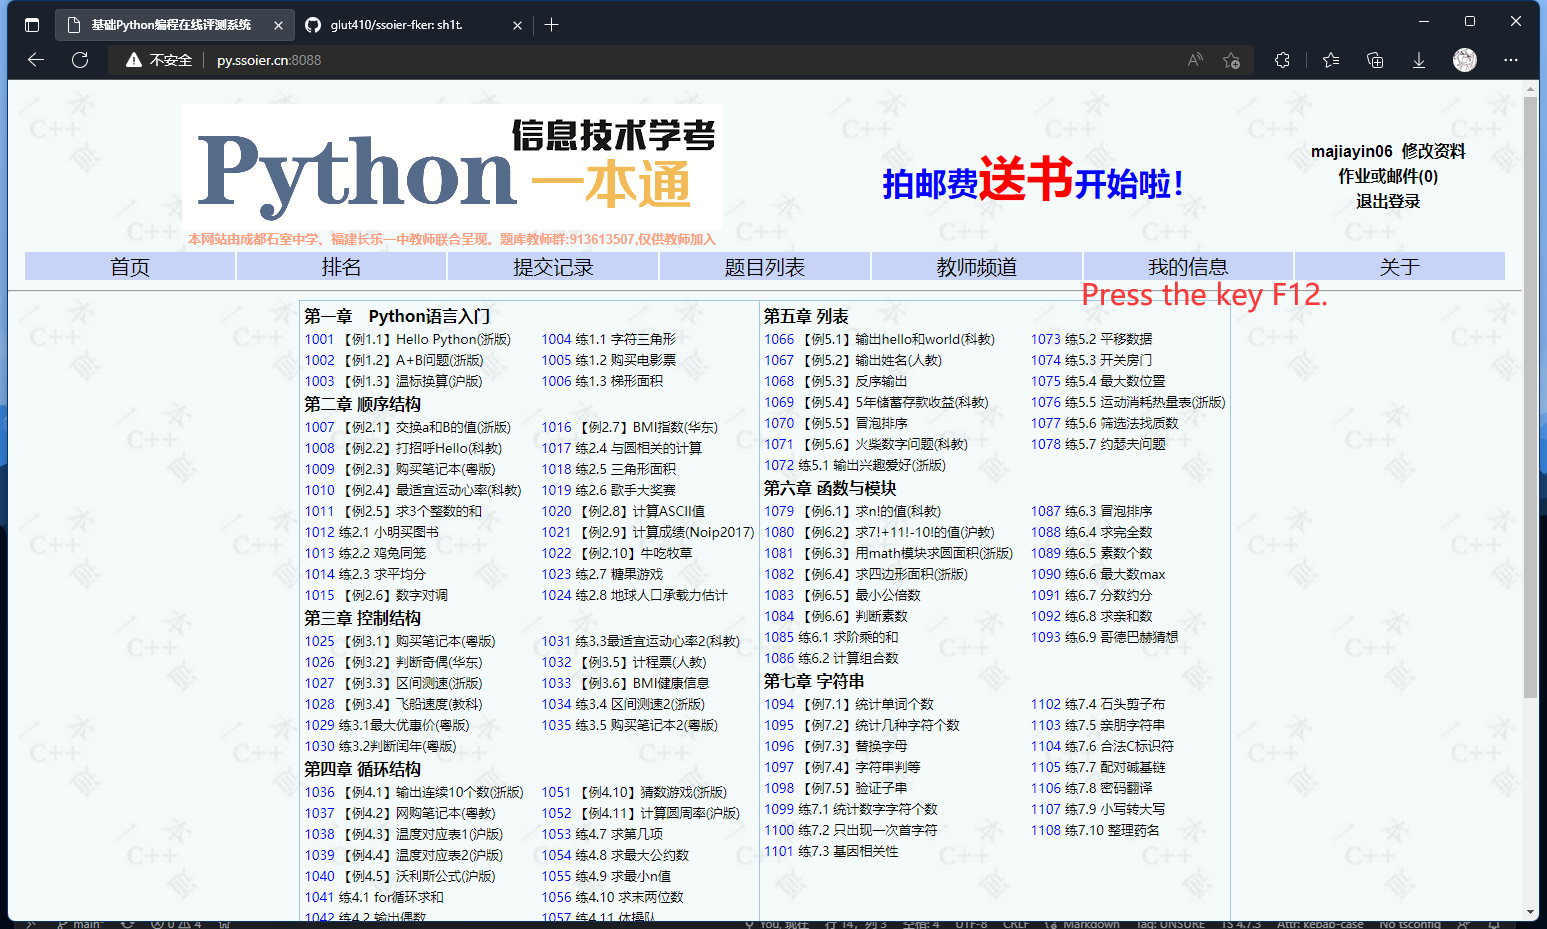 基础Python编程在线评测系统
glut410/ssoier-fker: sh1t.
不安全 py.ssoier.cn:8088
信息技术学考
Python
一本通
本网站由成都石室中学、福建长乐一中教师联合呈现。题库教师群:913613507,仅供教师加入
拍邮费送书开始啦!
majiayin06 修改资料
作业或邮件(0)
退出登录
首页 排名 提交记录 题目列表 教师频道 我的信息 关于
Press the key F12.
第一章 Python语言入门
1001 【例1.1】Hello Python(浙版) 1004 练1.1 字符三角形
1002 【例1.2】A+B问题(浙版) 1005 练1.2 购买电影票
1003 【例1.3】温标换算(沪版) 1006 练1.3 梯形面积
第二章 顺序结构
1007 【例2.1】交换a和B的值(浙版) 1016 【例2.7】BMI指数(华东)
1008 【例2.2】打招呼Hello(科教) 1017 练2.4 与圆相关的计算
1009 【例2.3】购买笔记本(粤版) 1018 练2.5 三角形面积
1010 【例2.4】最适宜运动心率(科教) 1019 练2.6 歌手大奖赛
1011 【例2.5】求3个整数的和 1020 【例2.8】计算ASCII值
1012 练2.1 小明买图书 1021 【例2.9】计算成绩(Noip2017)
1013 练2.2 鸡兔同笼 1022 【例2.10】牛吃牧草
1014 练2.3 求平均分 1023 练2.7 糖果游戏
1015 【例2.6】数字对调 1024 练2.8 地球人口承载力估计
第三章 控制结构
1025 【例3.1】购买笔记本(粤版) 1031 练3.3最适宜运动心率2(科教)
1026 【例3.2】判断奇偶(华东) 1032 【例3.5】计程票(人教)
1027 【例3.3】区间测速(浙版) 1033 【例3.6】BMI健康信息
1028 【例3.4】飞船速度(教科) 1034 练3.4 区间测速2(浙版)
1029 练3.1最大优惠价(粤版) 1035 练3.5 购买笔记本2(粤版)
1030 练3.2判断闰年(粤版)
第四章 循环结构
1036 【例4.1】输出连续10个数(浙版) 1051 【例4.10】猜数游戏(浙版)
1037 【例4.2】网购笔记本(粤教) 1052 【例4.11】计算圆周率(沪版)
1038 【例4.3】温度对应表1(沪版) 1053 练4.7 求第几项
1039 【例4.4】温度对应表2(沪版) 1054 练4.8 求最大公约数
1040 【例4.5】沃利斯公式(沪版) 1055 练4.9 求最小n值
1041 练4.1 for循环求和 1056 练4.10 求末两位数
1042 练4.2 输出偶数 1057 练4.11 体操队
第五章 列表
1066 【例5.1】输出hello和world(科教) 1073 练5.2 平移数据
1067 【例5.2】输出姓名(人教) 1074 练5.3 开关房门
1068 【例5.3】反序输出 1075 练5.4 最大数位置
1069 【例5.4】5年储蓄存款收益(科教) 1076 练5.5 运动消耗热量表(浙版)
1070 【例5.5】冒泡排序 1077 练5.6 筛选法找质数
1071 【例5.6】火柴数字问题(科教) 1078 练5.7 约瑟夫问题
1072 练5.1 输出兴趣爱好(浙版)
第六章 函数与模块
1079 【例6.1】求n!的值(科教) 1087 练6.3 冒泡排序
1080 【例6.2】求7!+11!-10!的值(沪教) 1088 练6.4 求完全数
1081 【例6.3】用math模块求圆面积(浙版) 1089 练6.5 素数个数
1082 【例6.4】求四边形面积(浙版) 1090 练6.6 最大数max
1083 【例6.5】最小公倍数 1091 练6.7 分数约分
1084 【例6.6】判断素数 1092 练6.8 求亲和数
1085 练6.1 求阶乘的和 1093 练6.9 哥德巴赫猜想
1086 练6.2 计算组合数
第七章 字符串
1094 【例7.1】统计单词个数 1102 练7.4 石头剪子布
1095 【例7.2】统计几种字符个数 1103 练7.5 亲朋字符串
1096 【例7.3】替换字母 1104 练7.6 合法C标识符
1097 【例7.4】字符串判等 1105 练7.7 配对碱基链
1098 【例7.5】验证子串 1106 练7.8 密码翻译
1099 练7.1 统计数字字符个数 1107 练7.9 小写转大写
1100 练7.2 只出现一次首字符 1108 练7.10 整理药名
1101 练7.3 基因相关性
main* 0 4 You, 现在 行 14, 列 3 空格: 4 UTF-8 CRLF Markdown Tag: UNSURE TS 4.7.3 Attr: kebab-case No tsconfig